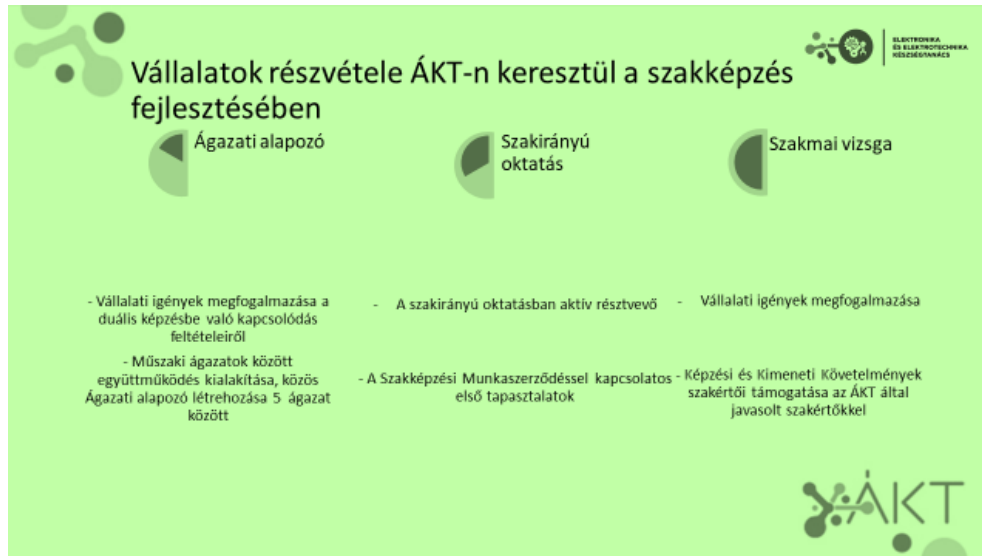 ELEKTRONIKA
ÉS ELEKTROTECHNIKA
KÉSZSÉGTANÁCS
Vállalatok részvétele ÁKT-n keresztül a szakképzés
fejlesztésében
Ágazati alapozó
- Vállalati igények megfogalmazása a
duális képzésbe való kapcsolódás
feltételeiről
- Műszaki ágazatok között
együttműködés kialakítása, közös
Ágazati alapozó létrehozása 5 ágazat
között
Szakirányú
oktatás
- A szakirányú oktatásban aktív résztvevő
- A Szakképzési Munkaszerződéssel kapcsolatos
első tapasztalatok
Szakmai vizsga
- Vállalati igények megfogalmazása
- Képzési és Kimeneti Követelmények
szakértői támogatása az ÁKT által
javasolt szakértőkkel
ÁKT